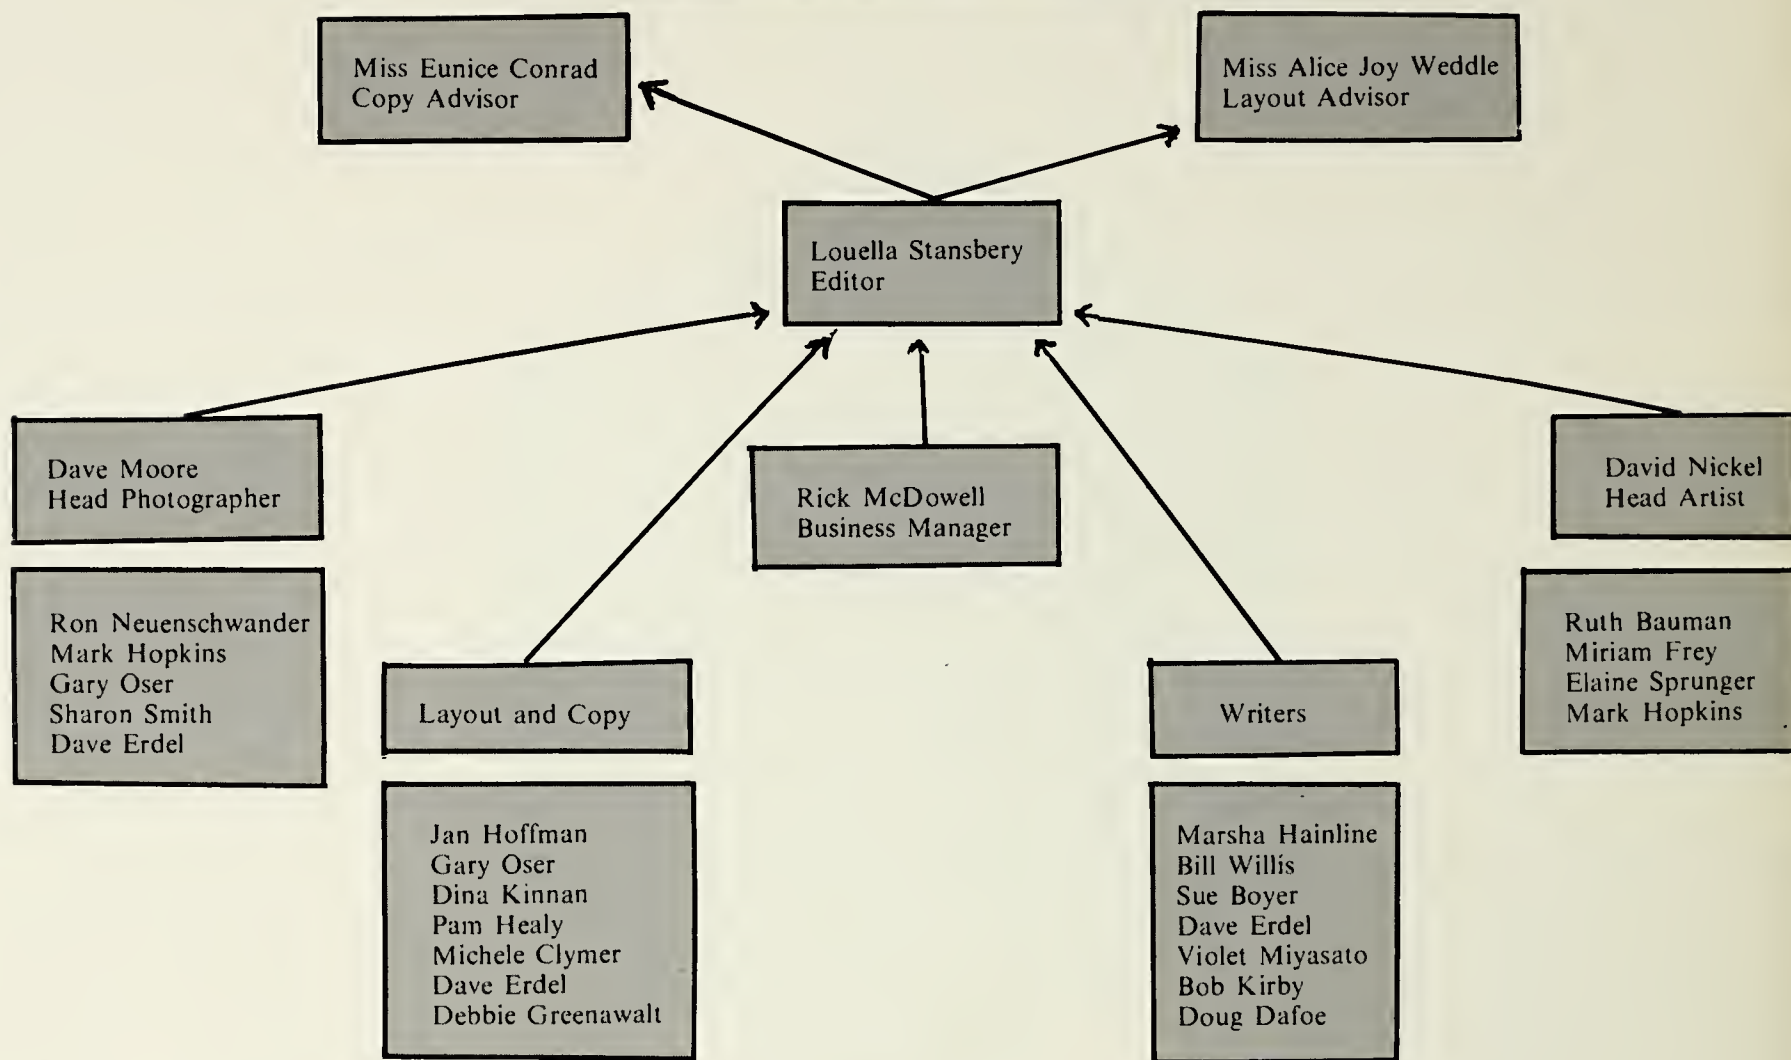 Miss Eunice Conrad
Copy Advisor
Miss Alice Joy Weddle
Layout Advisor
Louella Stansbery
Editor
Dave Moore
Head Photographer
Rick McDowell
Business Manager
David Nickel
Head Artist
Ron Neuenschwander
Mark Hopkins
Gary Oser
Sharon Smith
Dave Erdel
Layout and Copy
Writers
Ruth Bauman
Miriam Frey
Elaine Sprunger
Mark Hopkins
Jan Hoffman
Gary Oser
Dina Kinnan
Pam Healy
Michele Clymer
Dave Erdel
Debbie Greenawalt
Marsha Hainline
Bill Willis
Sue Boyer
Dave Erdel
Violet Miyasato
Bob Kirby
Doug Dafoe